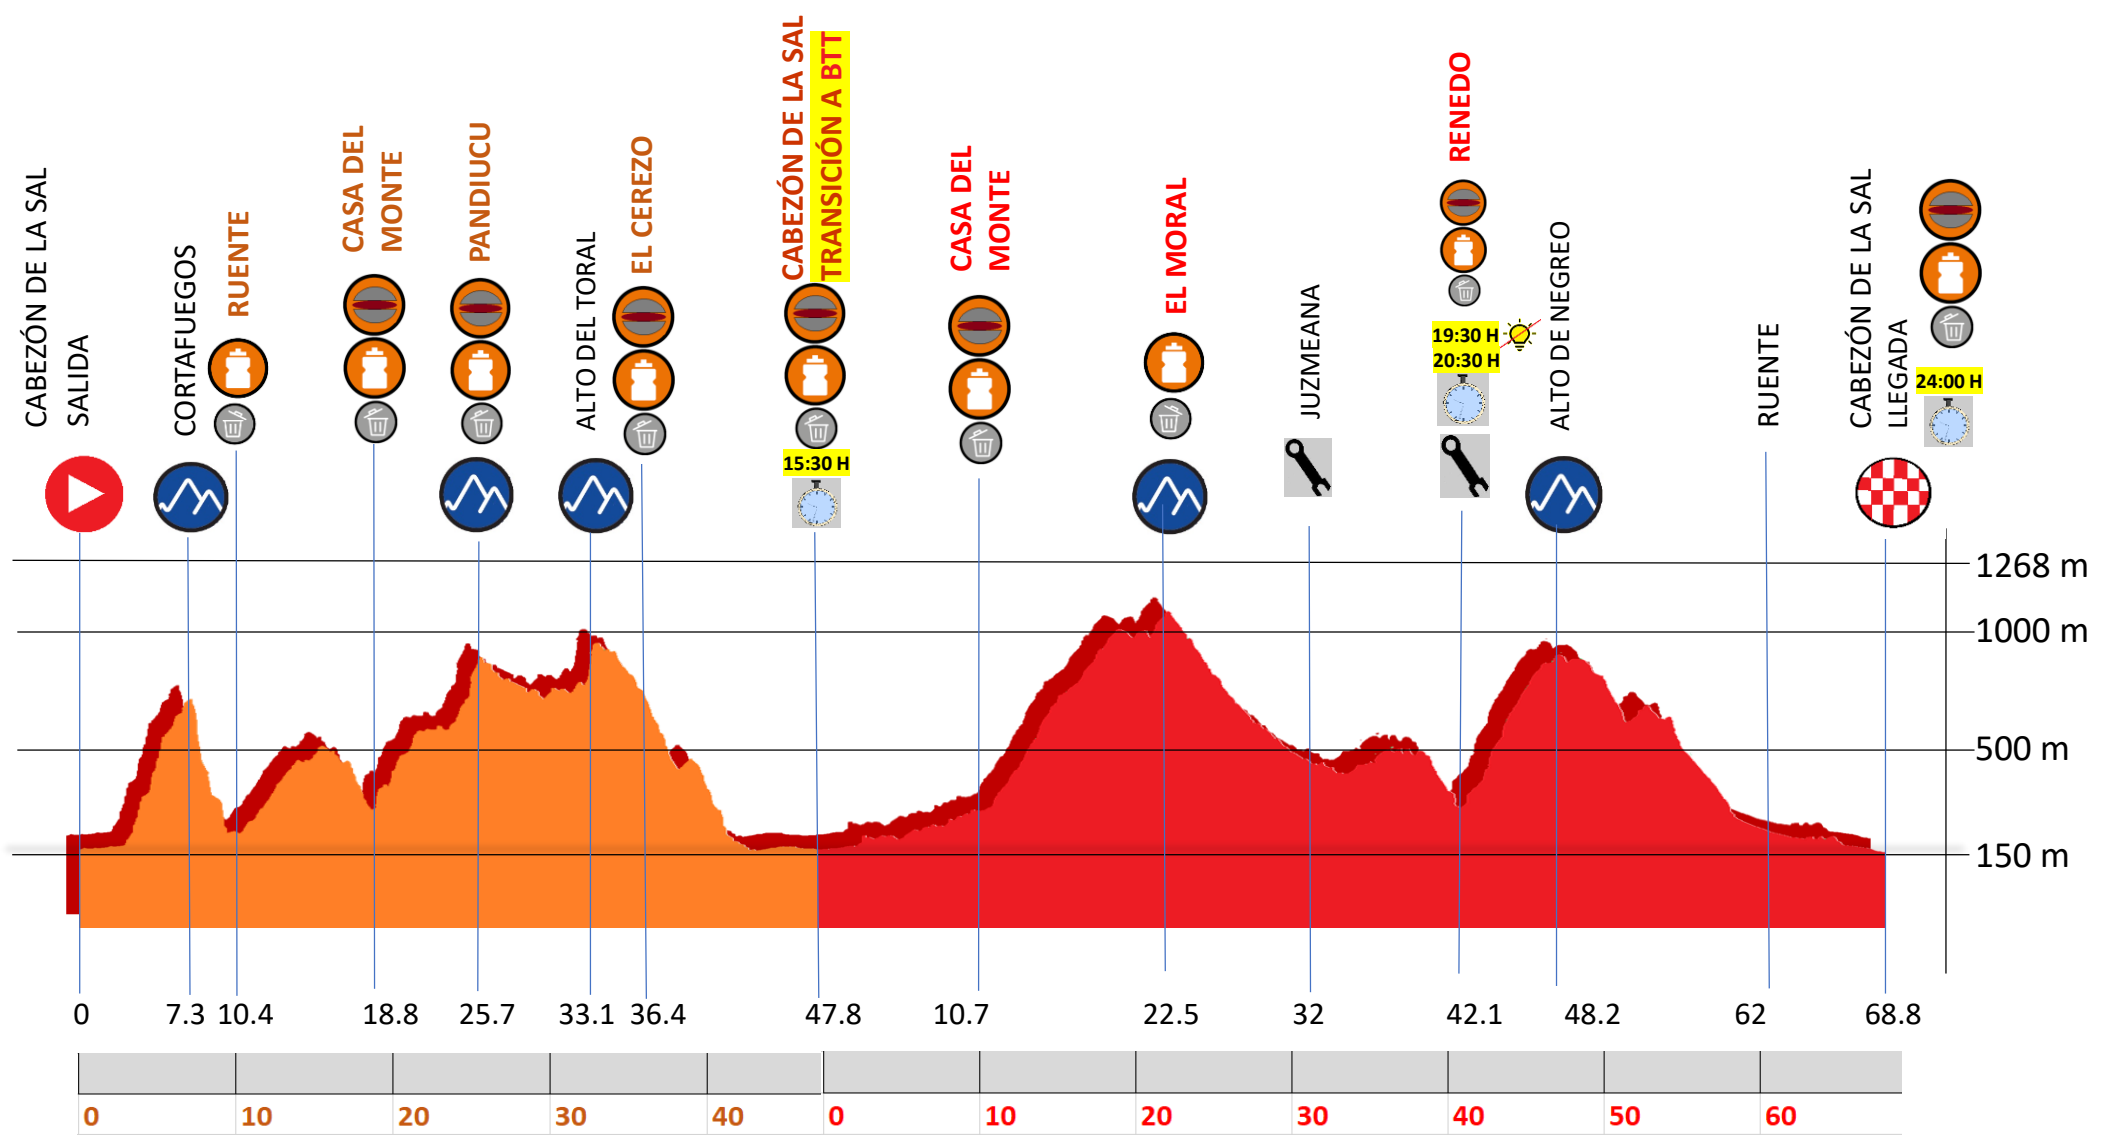 CABEZÓN DE LA SAL
SALIDA
CORTAFUEGOS
RUENTE
CASA DEL
MONTE
PANDIUCU
ALTO DEL TORAL
EL CEREZO
CABEZÓN DE LA SAL
TRANSICIÓN A BTT
15:30 H
CASA DEL
MONTE
EL MORAL
JUZMEANA
RENEDO
19:30 H
20:30 H
ALTO DE NEGREO
RUENTE
CABEZÓN DE LA SAL
LLEGADA
24:00 H
1268 m
1000 m
500 m
150 m
0 7.3 10.4 18.8 25.7 33.1 36.4 47.8 10.7 22.5 32 42.1 48.2 62 68.8
0 10 20 30 40 0 10 20 30 40 50 60